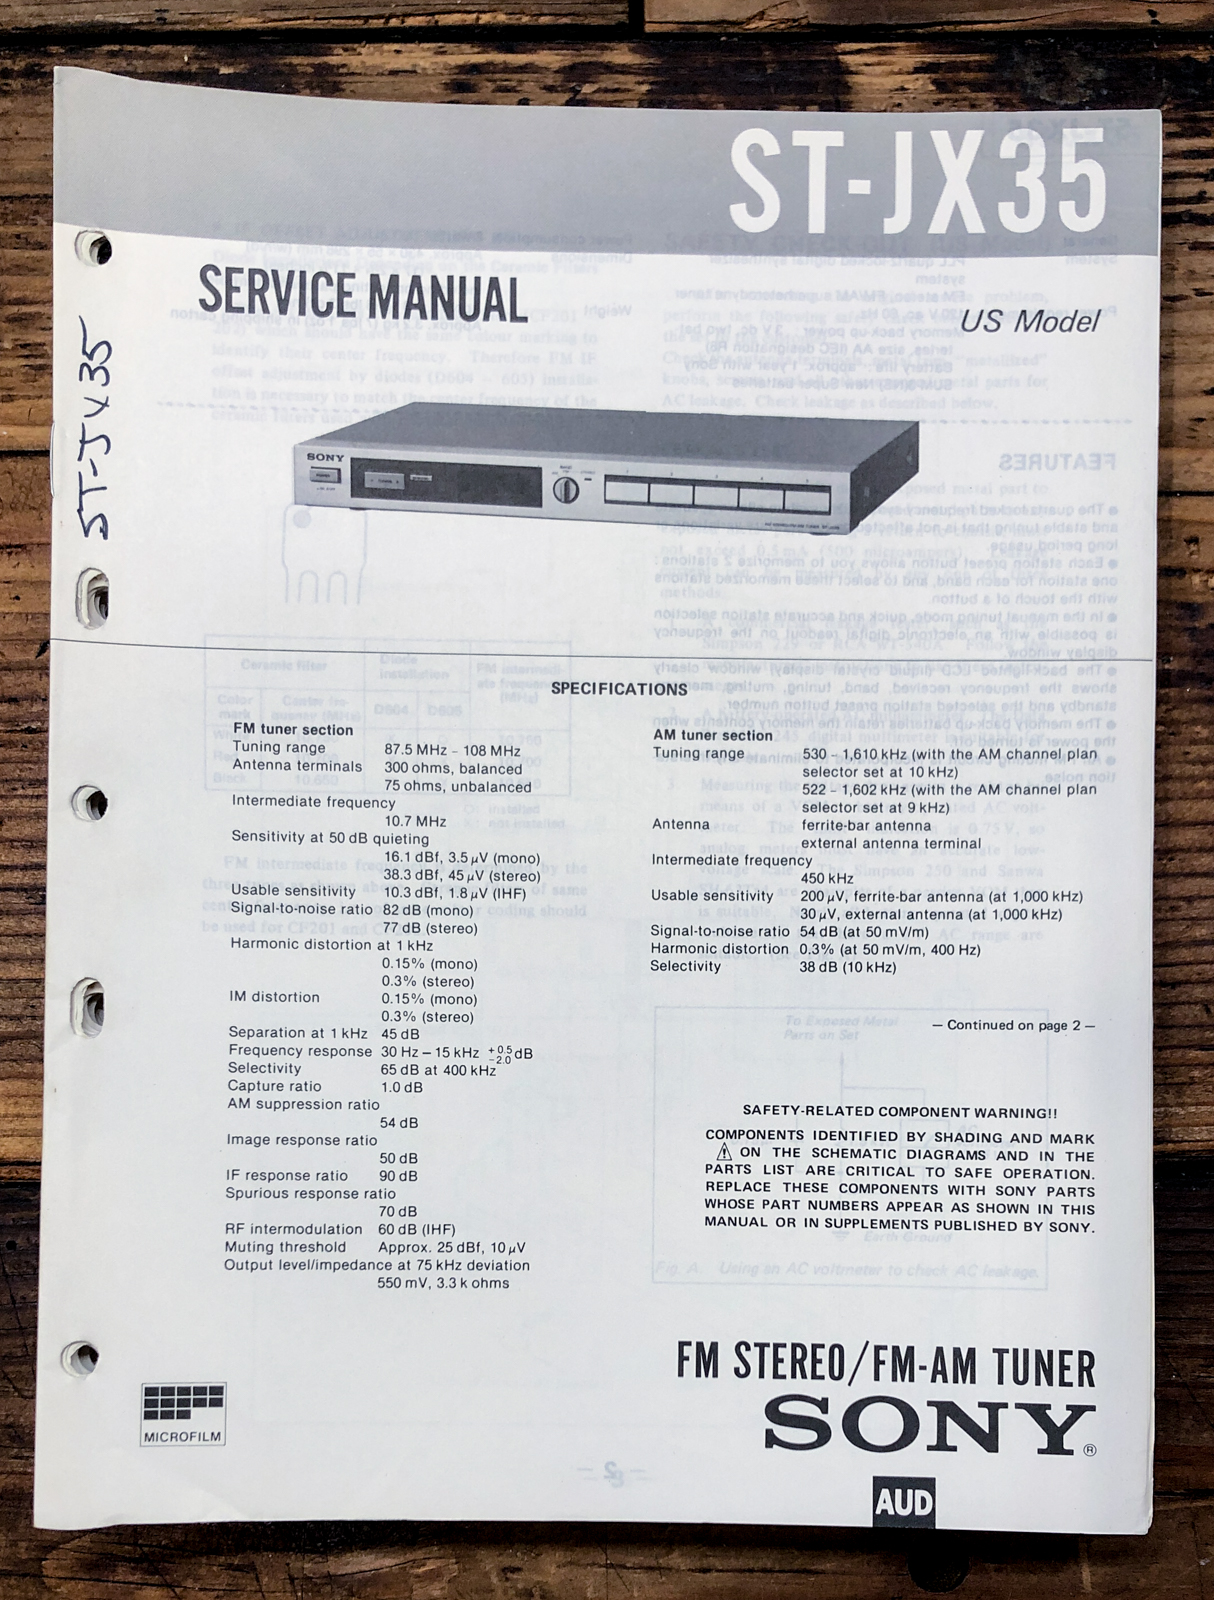 ST-JX35
SERVICE MANUAL
US Model
ST-JX35
SONY
SPECIFICATIONS
FM tuner section
Tuning range 87.5 MHz – 108 MHz
Antenna terminals 300 ohms, balanced
75 ohms, unbalanced
Intermediate frequency
10.7 MHz
Sensitivity at 50 dB quieting
16.1 dBf, 3.5 µV (mono)
38.3 dBf, 45 µV (stereo)
Usable sensitivity 10.3 dBf, 1.8 µV (IHF)
Signal-to-noise ratio 82 dB (mono)
77 dB (stereo)
Harmonic distortion at 1 kHz
0.15% (mono)
0.3% (stereo)
IM distortion 0.15% (mono)
0.3% (stereo)
Separation at 1 kHz 45 dB
Frequency response 30 Hz – 15 kHz +0.5 −2.0 dB
Selectivity 65 dB at 400 kHz
Capture ratio 1.0 dB
AM suppression ratio
54 dB
Image response ratio
50 dB
IF response ratio 90 dB
Spurious response ratio
70 dB
RF intermodulation 60 dB (IHF)
Muting threshold Approx. 25 dBf, 10 µV
Output level/impedance at 75 kHz deviation
550 mV, 3.3 k ohms
AM tuner section
Tuning range 530 – 1,610 kHz (with the AM channel plan
selector set at 10 kHz)
522 – 1,602 kHz (with the AM channel plan
selector set at 9 kHz)
Antenna ferrite-bar antenna
external antenna terminal
Intermediate frequency
450 kHz
Usable sensitivity 200 µV, ferrite-bar antenna (at 1,000 kHz)
30 µV, external antenna (at 1,000 kHz)
Signal-to-noise ratio 54 dB (at 50 mV/m)
Harmonic distortion 0.3% (at 50 mV/m, 400 Hz)
Selectivity 38 dB (10 kHz)
— Continued on page 2 —
SAFETY-RELATED COMPONENT WARNING!!
COMPONENTS IDENTIFIED BY SHADING AND MARK
⚠ ON THE SCHEMATIC DIAGRAMS AND IN THE
PARTS LIST ARE CRITICAL TO SAFE OPERATION.
REPLACE THESE COMPONENTS WITH SONY PARTS
WHOSE PART NUMBERS APPEAR AS SHOWN IN THIS
MANUAL OR IN SUPPLEMENTS PUBLISHED BY SONY.
FM STEREO/FM-AM TUNER
SONY®
MICROFILM
AUD